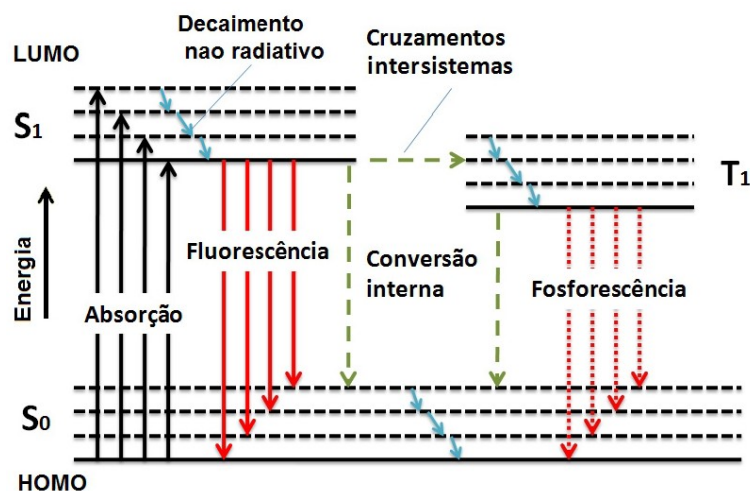 Decaimento
nao radiativo
Cruzamentos
intersistemas
LUMO
S1
T1
Energia
Fluorescência
Conversão
interna
Absorção
Fosforescência
S0
HOMO